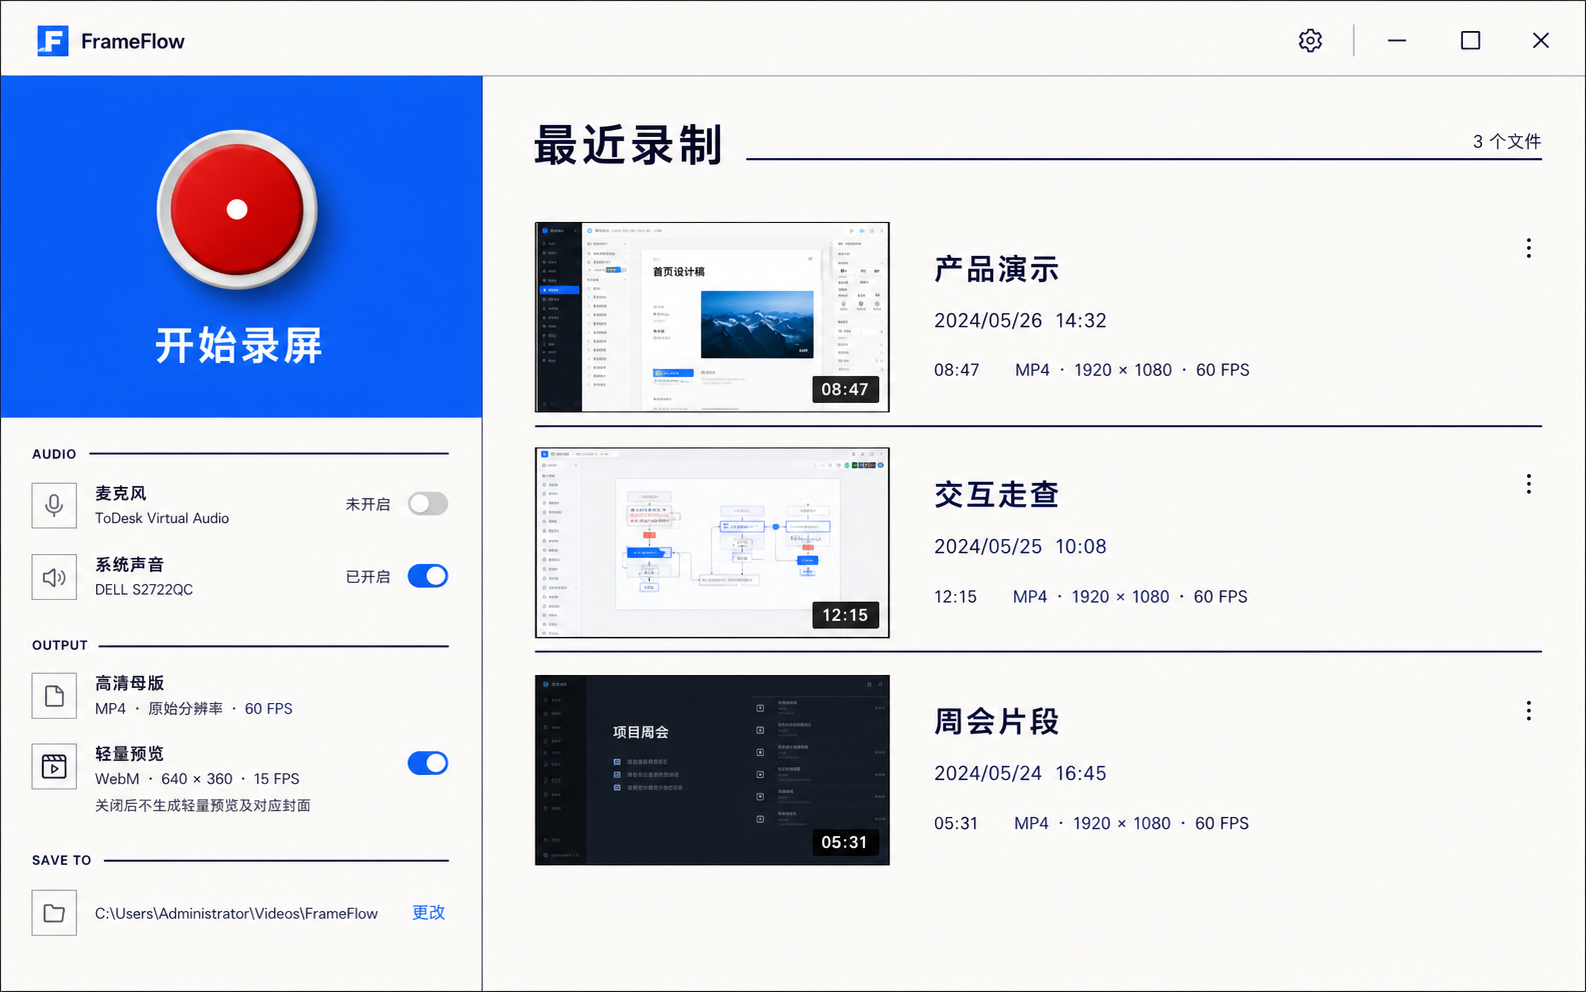 FrameFlow
开始录屏
AUDIO
麦克风
ToDesk Virtual Audio
未开启
系统声音
DELL S2722QC
已开启
OUTPUT
高清母版
MP4 · 原始分辨率 · 60 FPS
轻量预览
WebM · 640 × 360 · 15 FPS
关闭后不生成轻量预览及对应封面
SAVE TO
C:\Users\Administrator\Videos\FrameFlow
更改
最近录制
3 个文件
首页设计稿
08:47
产品演示
2024/05/26 14:32
08:47 MP4 · 1920 × 1080 · 60 FPS
12:15
交互走查
2024/05/25 10:08
12:15 MP4 · 1920 × 1080 · 60 FPS
项目周会
05:31
周会片段
2024/05/24 16:45
05:31 MP4 · 1920 × 1080 · 60 FPS